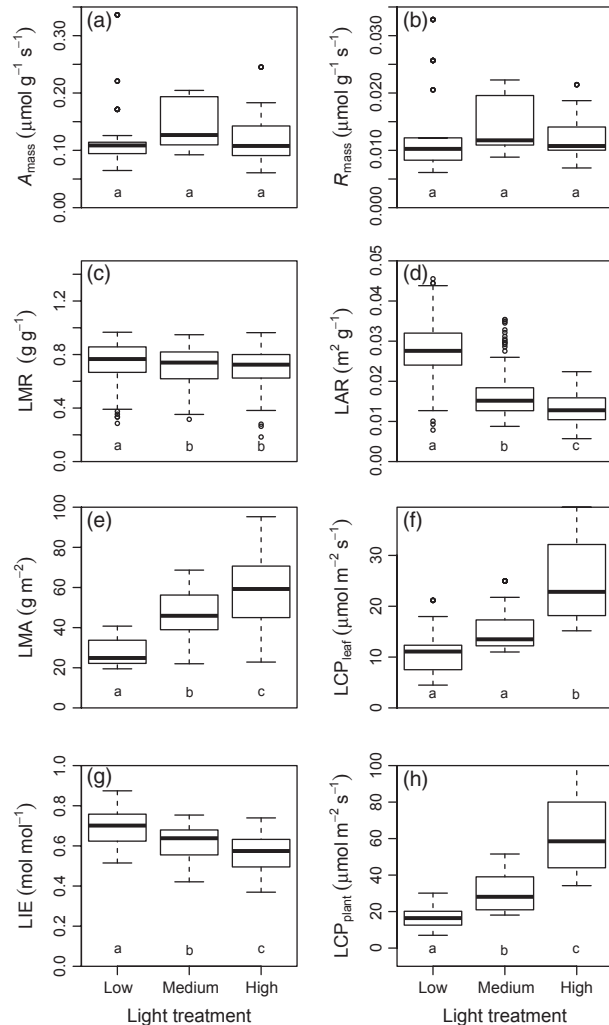 (a)
A_mass (μmol g⁻¹ s⁻¹)
0.30
0.20
0.10
0.00
a a a
(b)
R_mass (μmol g⁻¹ s⁻¹)
0.030
0.020
0.010
0.000
a a a
(c)
LMR (g g⁻¹)
1.2
0.8
0.4
0.0
a b b
(d)
LAR (m² g⁻¹)
0.05
0.04
0.03
0.02
0.01
0.00
a b c
(e)
LMA (g m⁻²)
100
80
60
40
20
0
a b c
(f)
LCP_leaf (μmol m⁻² s⁻¹)
30
20
10
0
a a b
(g)
LIE (mol mol⁻¹)
1.0
0.8
0.6
0.4
0.2
0.0
a b c
Low Medium High
Light treatment
(h)
LCP_plant (μmol m⁻² s⁻¹)
100
80
60
40
20
0
a b c
Low Medium High
Light treatment